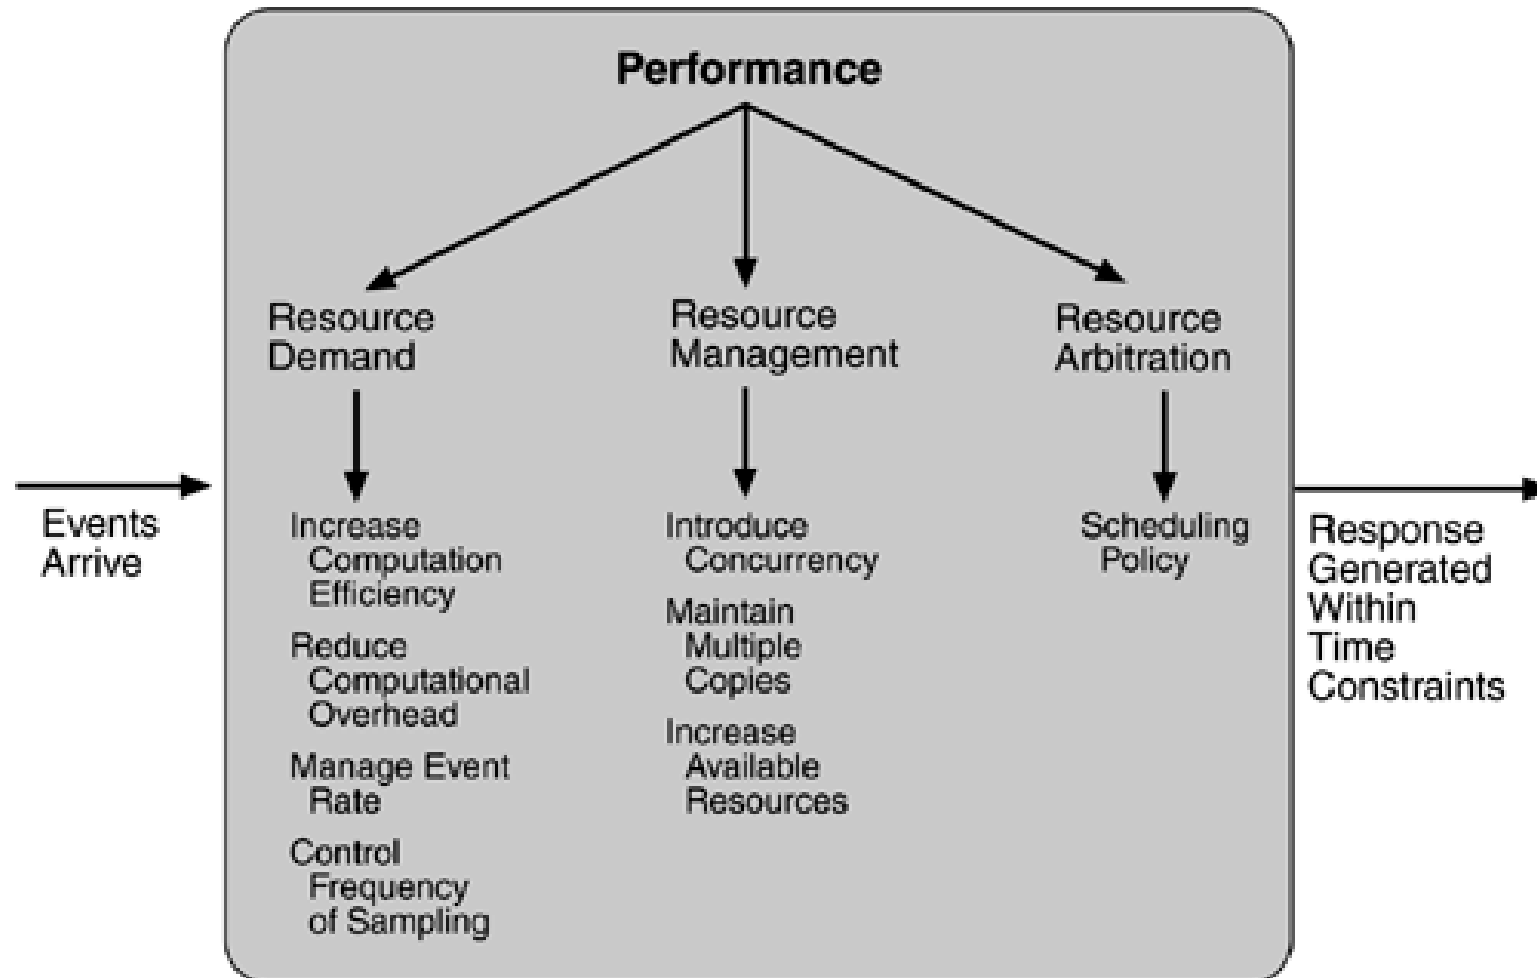 Performance
Resource
Demand
Resource
Management
Resource
Arbitration
Events
Arrive
Increase
Computation
Efficiency
Reduce
Computational
Overhead
Manage Event
Rate
Control
Frequency
of Sampling
Introduce
Concurrency
Maintain
Multiple
Copies
Increase
Available
Resources
Scheduling
Policy
Response
Generated
Within
Time
Constraints